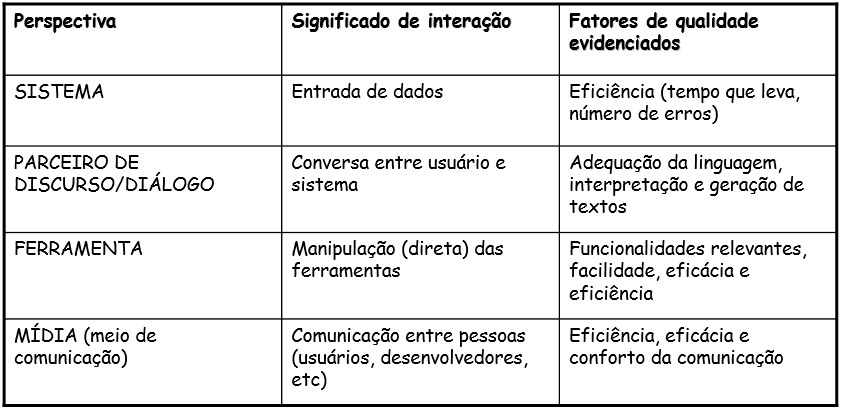 Perspectiva
Significado de interação
Fatores de qualidade
evidenciados
SISTEMA
Entrada de dados
Eficiência (tempo que leva,
número de erros)
PARCEIRO DE
DISCURSO/DIÁLOGO
Conversa entre usuário e
sistema
Adequação da linguagem,
interpretação e geração de
textos
FERRAMENTA
Manipulação (direta) das
ferramentas
Funcionalidades relevantes,
facilidade, eficácia e
eficiência
MÍDIA (meio de
comunicação)
Comunicação entre pessoas
(usuários, desenvolvedores,
etc)
Eficiência, eficácia e
conforto da comunicação